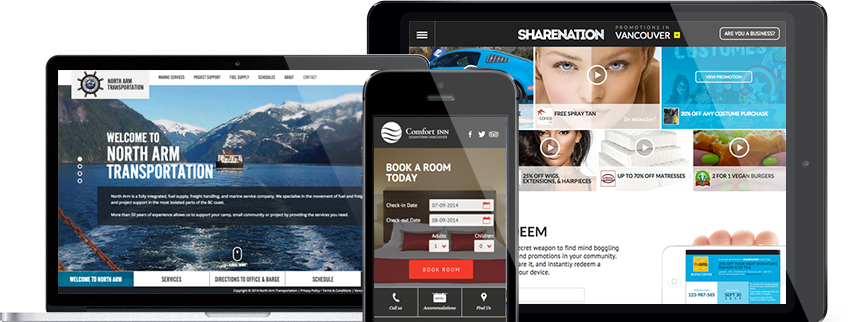 NORTH ARM
TRANSPORTATION
MARINE SERVICES
PROJECT SUPPORT
FUEL SUPPLY
SCHEDULES
ABOUT
CONTACT
WELCOME TO
NORTH ARM
TRANSPORTATION
North Arm is a fully integrated, fuel supply, freight handling, and marine service company. We specialise in the movement of fuel and freig
and project support in the most isolated parts of the BC coast.
More than 50 years of experience allows us to support your camp, small community or project by providing the services you need.
SCROLL DOWN
WELCOME TO NORTH ARM
SERVICES
DIRECTIONS TO OFFICE & BARGE
SCHEDULE
Copyright © 2014 North Arm Transportation | Privacy Policy - Terms & Conditions |
Comfort INN
DOWNTOWN VANCOUVER
BOOK A ROOM
TODAY
Check-in Date 07-09-2014
Check-out Date 08-09-2014
Adults Children
1 0
BOOK ROOM
Call us
Accommodations
Find Us
SHARENATION
PROMOTIONS IN
VANCOUVER
ARE YOU A BUSINESS?
COSTUMES
VIEW PROMOTION
FREE SPRAY TAN
in minutes!
20% OFF ANY COSTUME PURCHASE
25% OFF WIGS,
EXTENSIONS, & HAIRPIECES
UP TO 70% MATRESSES
2 FOR 1 VEGAN BURGERS
EEM
cret weapon to find mind boggling
nd promotions in your community.
are it, and instantly redeem a
our device.
123-987-565
SEPT 30